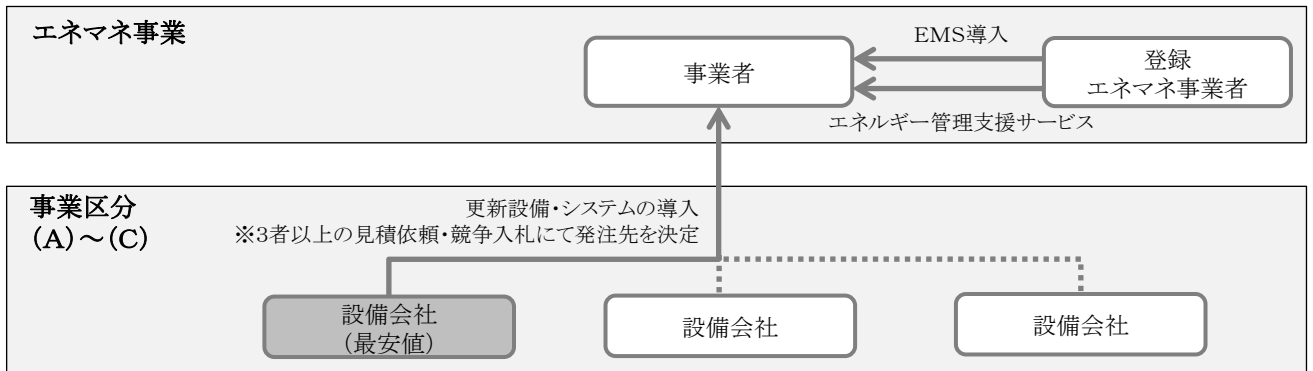 エネマネ事業
EMS導入
事業者
登録
エネマネ事業者
エネルギー管理支援サービス
事業区分
(A)～(C)
更新設備・システムの導入
※3者以上の見積依頼・競争入札にて発注先を決定
設備会社
(最安値)
設備会社
設備会社